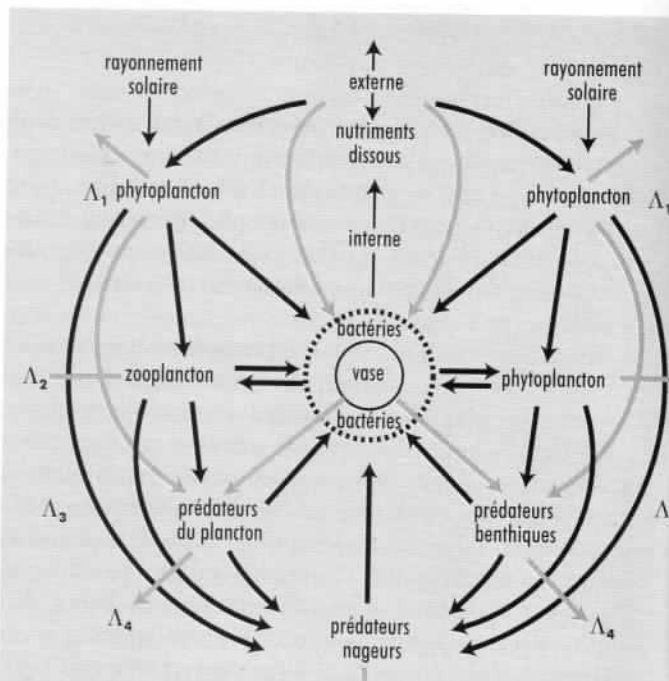 rayonnement
solaire
externe
nutriments
dissous
rayonnement
solaire
Λ1
phytoplancton
phytoplancton
Λ1
interne
bactéries
Λ2
zooplancton
vase
phytoplancton
bactéries
Λ3
prédateurs
du plancton
prédateurs
benthiques
Λ
Λ4
Λ4
prédateurs
nageurs